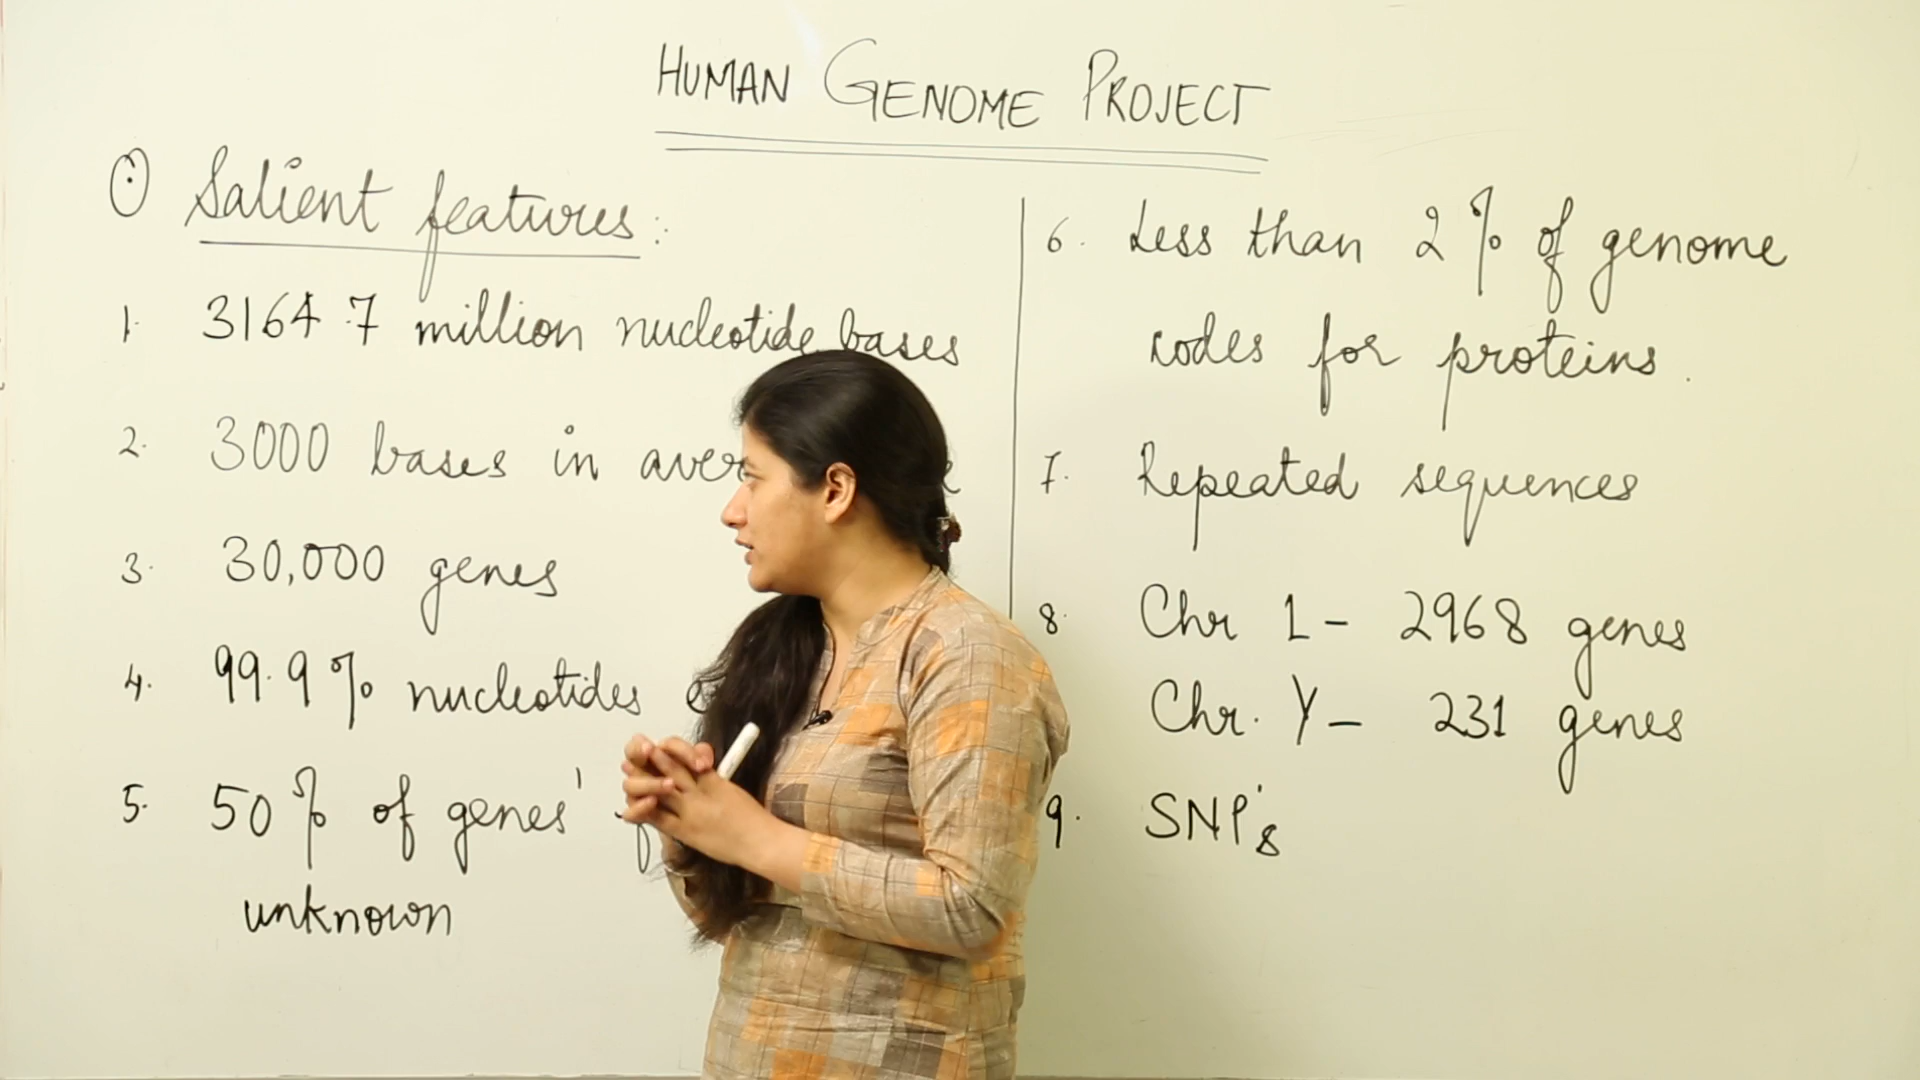 HUMAN GENOME PROJECT
Salient features:
1. 3164.7 million nucleotide bases
2. 3000 bases in
3. 30,000 genes
4. 99.9% nucleotides
5. 50% of genes'
unknown
6. Less than 2% of genome
codes for proteins.
7. Repeated sequences
8. Chr 1 - 2968 genes
Chr. Y - 231 genes
9. SNP's